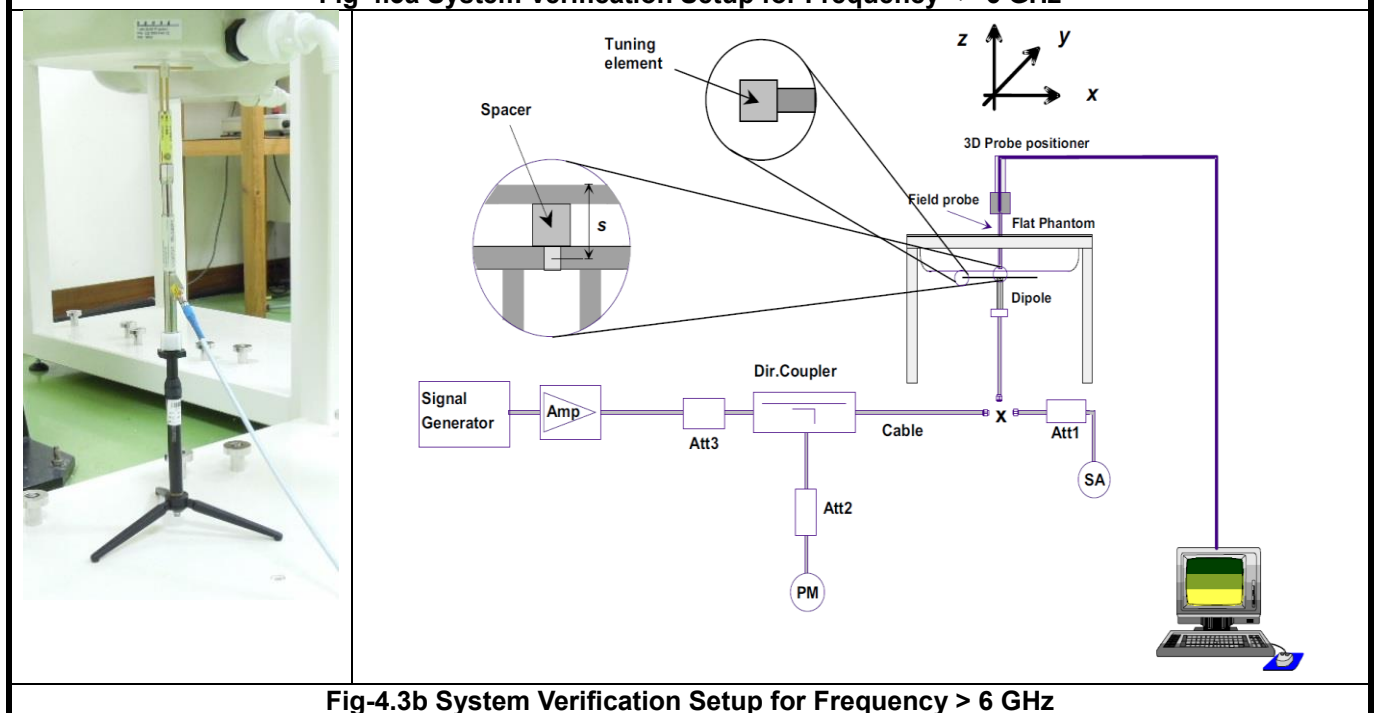 z
y
x
Tuning
element
Spacer
s
3D Probe positioner
Field probe
Flat Phantom
Dipole
Dir.Coupler
Signal
Generator
Amp
Att3
Cable
x
Att1
SA
Att2
PM
Fig-4.3b System Verification Setup for Frequency > 6 GHz